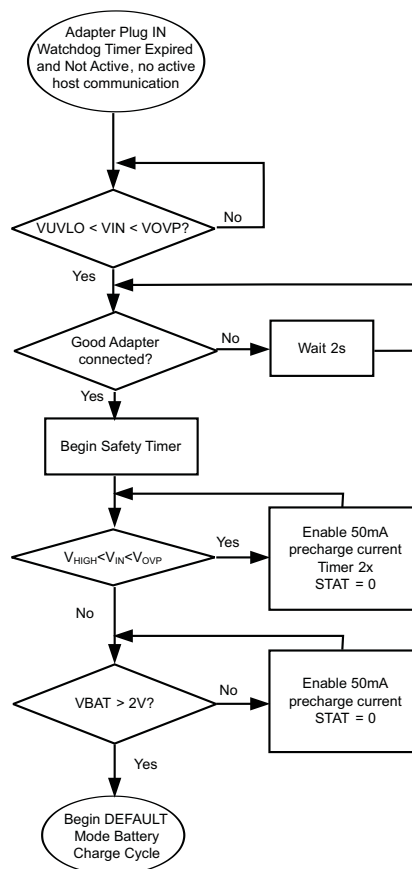 Adapter Plug IN
Watchdog Timer Expired
and Not Active, no active
host communication
VUVLO < VIN < VOVP?
No
Yes
Good Adapter
connected?
No
Wait 2s
Yes
Begin Safety Timer
V_HIGH<V_IN<V_OVP
Yes
Enable 50mA
precharge current
Timer 2x
STAT = 0
No
VBAT > 2V?
No
Enable 50mA
precharge current
STAT = 0
Yes
Begin DEFAULT
Mode Battery
Charge Cycle